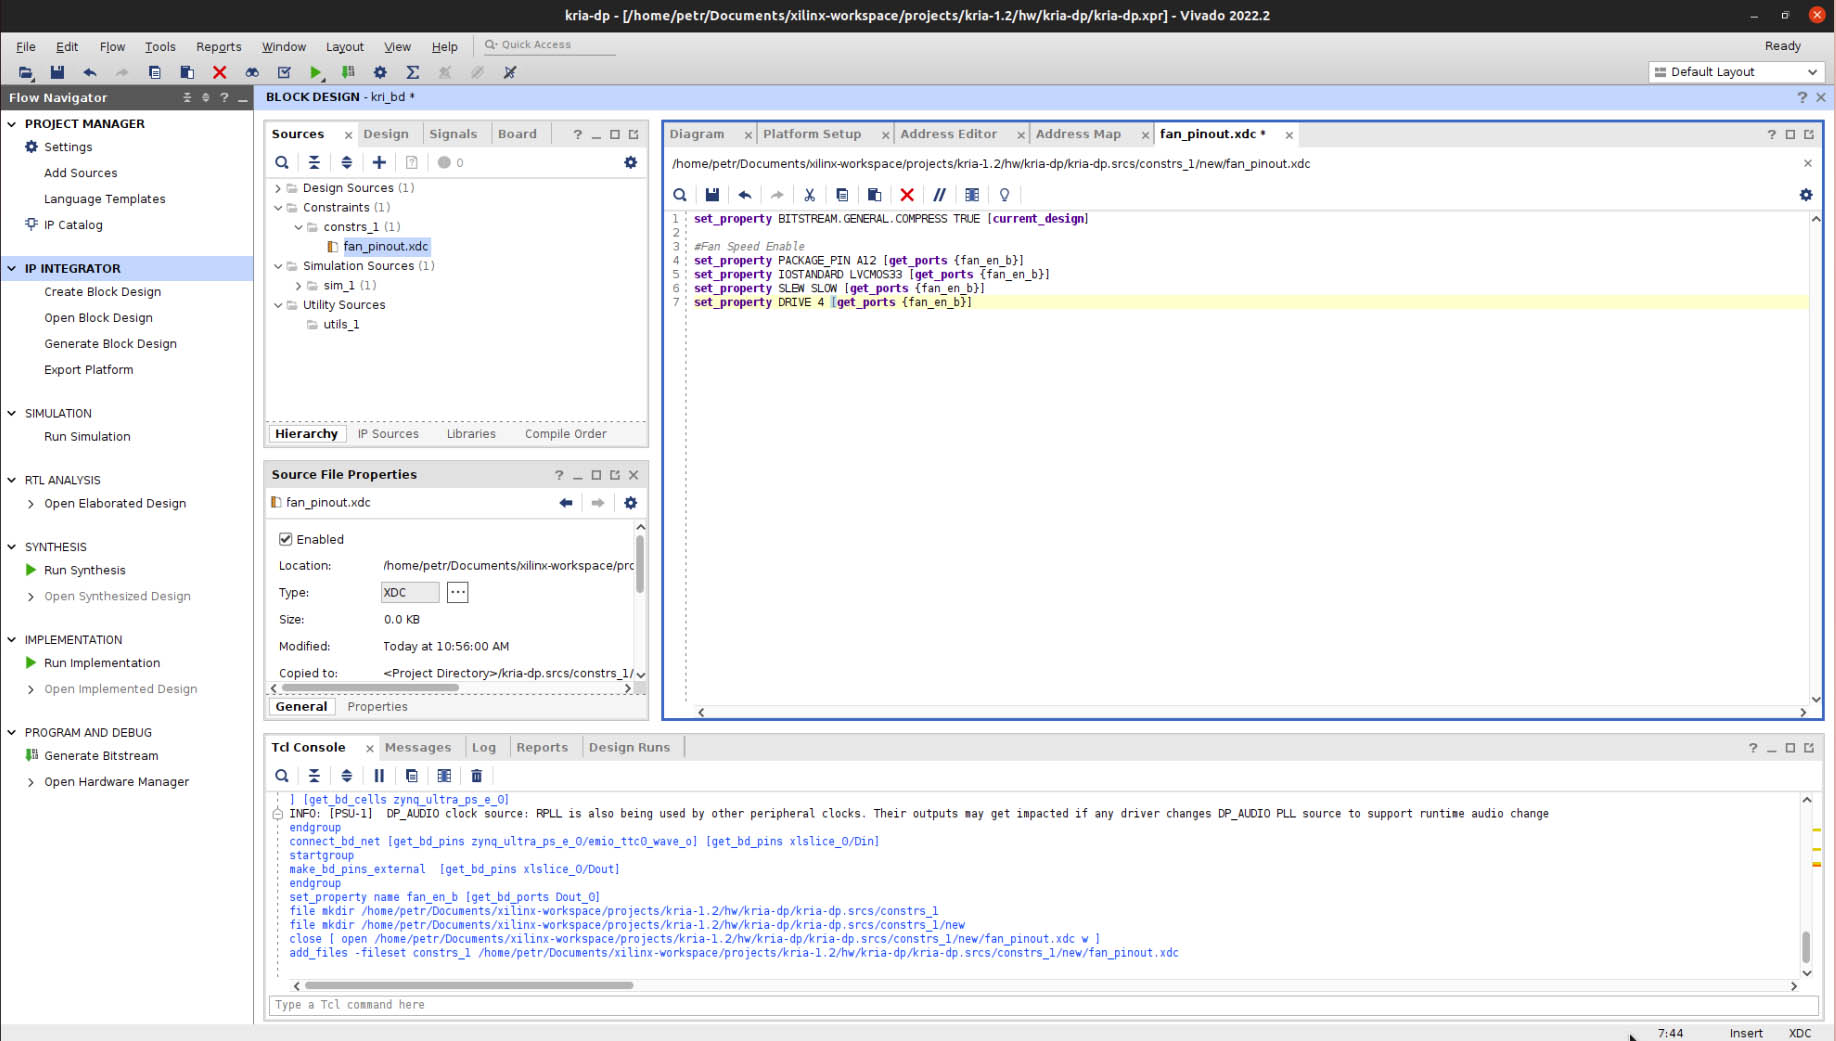 kria-dp - [/home/petr/Documents/xilinx-workspace/projects/kria-1.2/hw/kria-dp/kria-dp.xpr] - Vivado 2022.2
File Edit Flow Tools Reports Window Layout View Help Quick Access Ready
Default Layout
Flow Navigator
PROJECT MANAGER
Settings
Add Sources
Language Templates
IP Catalog
IP INTEGRATOR
Create Block Design
Open Block Design
Generate Block Design
Export Platform
SIMULATION
Run Simulation
RTL ANALYSIS
Open Elaborated Design
SYNTHESIS
Run Synthesis
Open Synthesized Design
IMPLEMENTATION
Run Implementation
Open Implemented Design
PROGRAM AND DEBUG
Generate Bitstream
Open Hardware Manager
BLOCK DESIGN - kri_bd *
Sources Design Signals Board
0
Design Sources (1)
Constraints (1)
constrs_1 (1)
fan_pinout.xdc
Simulation Sources (1)
sim_1 (1)
Utility Sources
utils_1
Hierarchy IP Sources Libraries Compile Order
Source File Properties
fan_pinout.xdc
Enabled
Location: /home/petr/Documents/xilinx-workspace/prc
Type: XDC
Size: 0.0 KB
Modified: Today at 10:56:00 AM
Copied to: <Project Directory>/kria-dp.srcs/constrs_1/
General Properties
Diagram Platform Setup Address Editor Address Map fan_pinout.xdc *
/home/petr/Documents/xilinx-workspace/projects/kria-1.2/hw/kria-dp/kria-dp.srcs/constrs_1/new/fan_pinout.xdc
1 set_property BITSTREAM.GENERAL.COMPRESS TRUE [current_design]
2
3 #Fan Speed Enable
4 set_property PACKAGE_PIN A12 [get_ports {fan_en_b}]
5 set_property IOSTANDARD LVCMOS33 [get_ports {fan_en_b}]
6 set_property SLEW SLOW [get_ports {fan_en_b}]
7 set_property DRIVE 4 [get_ports {fan_en_b}]
Tcl Console Messages Log Reports Design Runs
] [get_bd_cells zynq_ultra_ps_e_0]
INFO: [PSU-1]  DP_AUDIO clock source: RPLL is also being used by other peripheral clocks. Their outputs may get impacted if any driver changes DP_AUDIO PLL source to support runtime audio change
endgroup
connect_bd_net [get_bd_pins zynq_ultra_ps_e_0/emio_ttc0_wave_o] [get_bd_pins xlslice_0/Din]
startgroup
make_bd_pins_external  [get_bd_pins xlslice_0/Dout]
endgroup
set_property name fan_en_b [get_bd_ports Dout_0]
file mkdir /home/petr/Documents/xilinx-workspace/projects/kria-1.2/hw/kria-dp/kria-dp.srcs/constrs_1
file mkdir /home/petr/Documents/xilinx-workspace/projects/kria-1.2/hw/kria-dp/kria-dp.srcs/constrs_1/new
close [ open /home/petr/Documents/xilinx-workspace/projects/kria-1.2/hw/kria-dp/kria-dp.srcs/constrs_1/new/fan_pinout.xdc w ]
add_files -fileset constrs_1 /home/petr/Documents/xilinx-workspace/projects/kria-1.2/hw/kria-dp/kria-dp.srcs/constrs_1/new/fan_pinout.xdc
Type a Tcl command here
7:44 Insert XDC